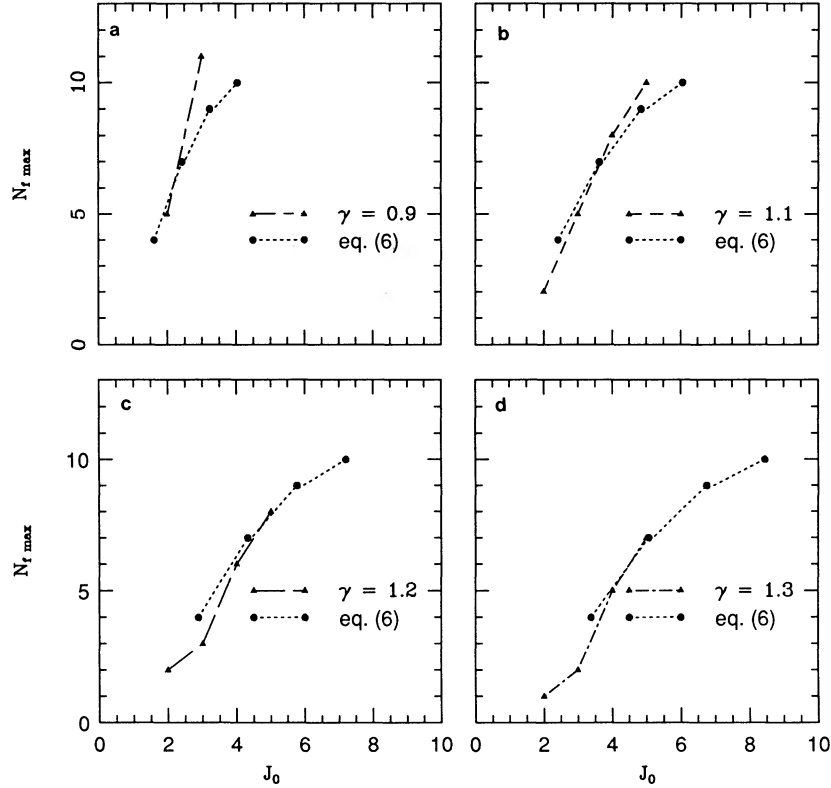 a
b
10
5
0
N_f max
γ = 0.9
eq. (6)
γ = 1.1
eq. (6)
c
d
10
5
0
N_f max
γ = 1.2
eq. (6)
γ = 1.3
eq. (6)
0 2 4 6 8 10
0 2 4 6 8 10
J_0
J_0